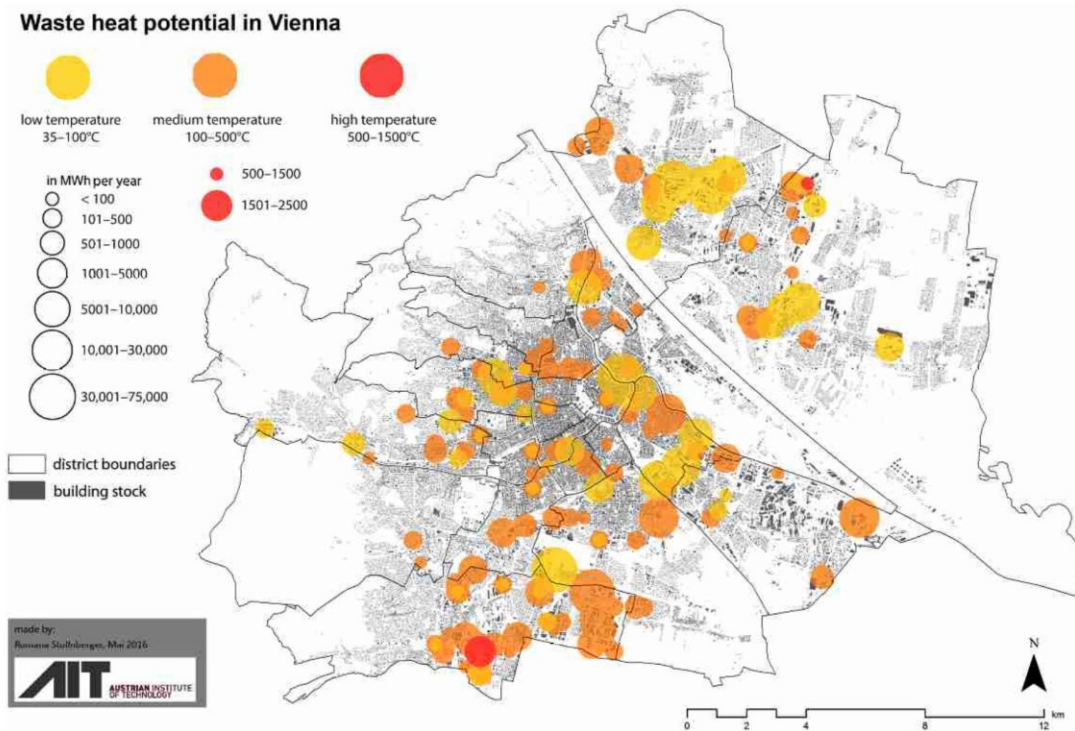 Waste heat potential in Vienna
low temperature
35–100°C
medium temperature
100–500°C
high temperature
500–1500°C
in MWh per year
< 100
101–500
501–1000
1001–5000
5001–10,000
10,001–30,000
30,001–75,000
500–1500
1501–2500
district boundaries
building stock
made by:
Mai 2016
AIT
AUSTRIAN INSTITUTE
OF TECHNOLOGY
N
0 2 4 8 12 km